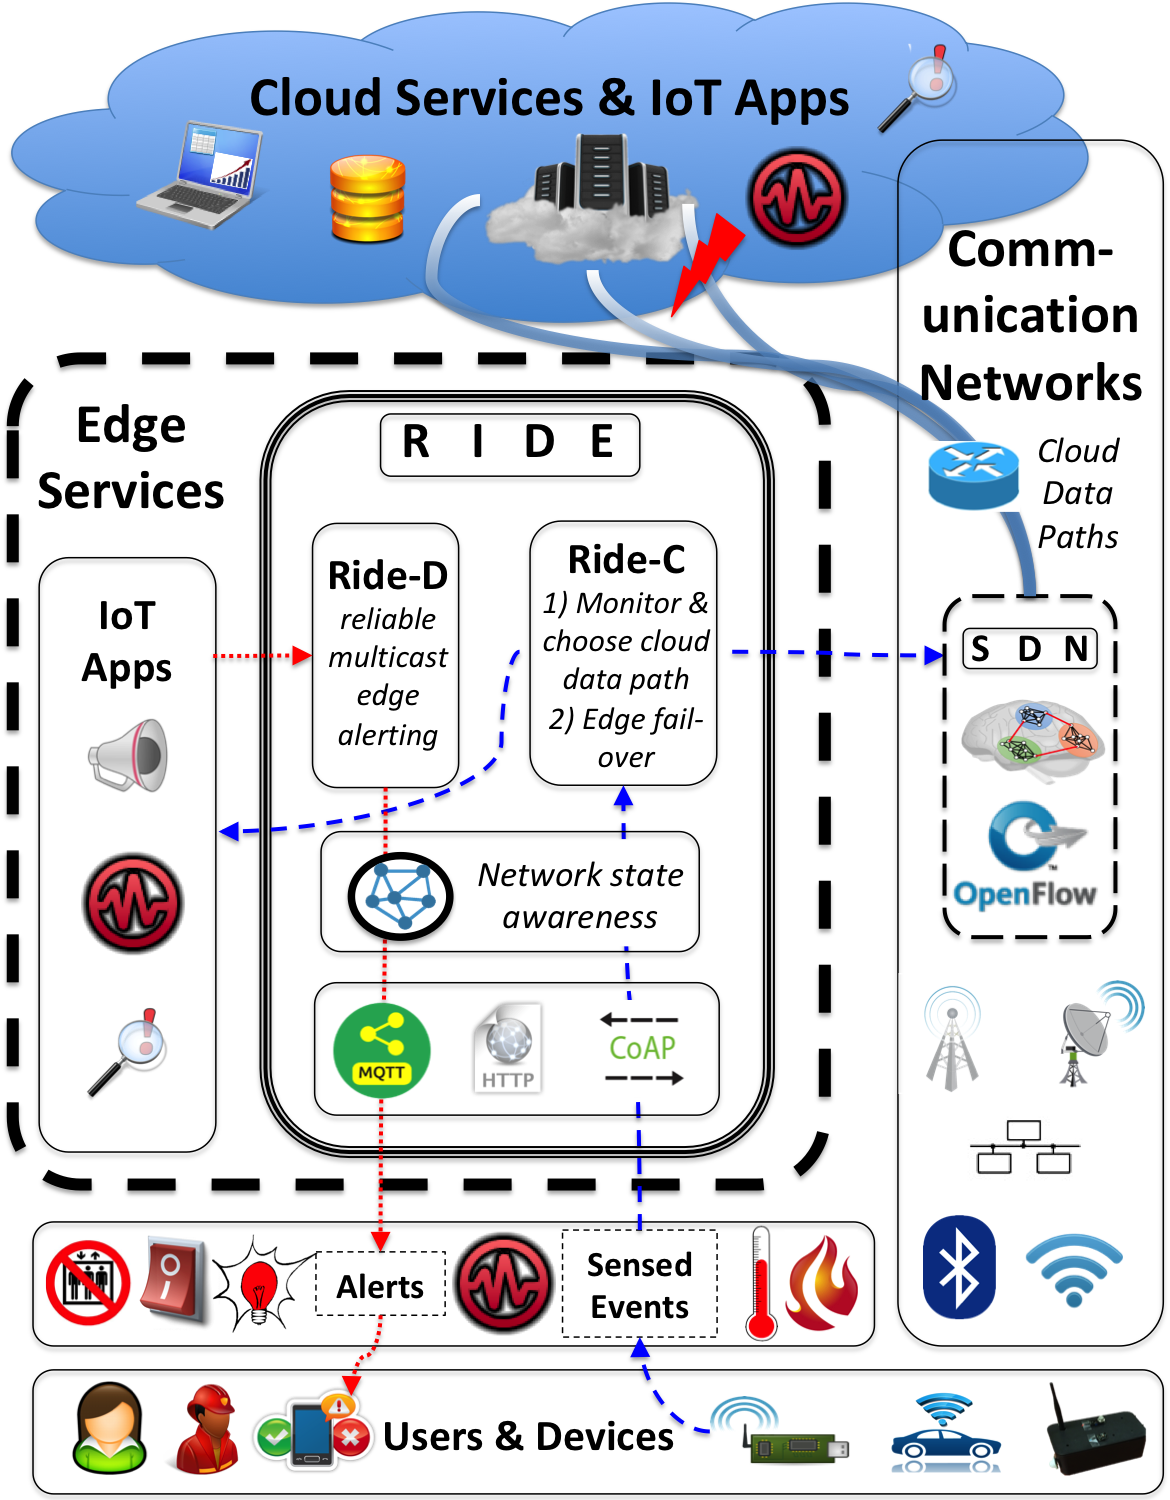 Cloud Services & IoT Apps
Comm-
unication
Networks
Cloud
Data
Paths
Edge
Services
R I D E
IoT
Apps
Ride-D
reliable
multicast
edge
alerting
Ride-C
1) Monitor &
choose cloud
data path
2) Edge fail-
over
S D N
OpenFlow
TM
Network state
awareness
MQTT
HTTP
CoAP
Alerts
Sensed
Events
Users & Devices